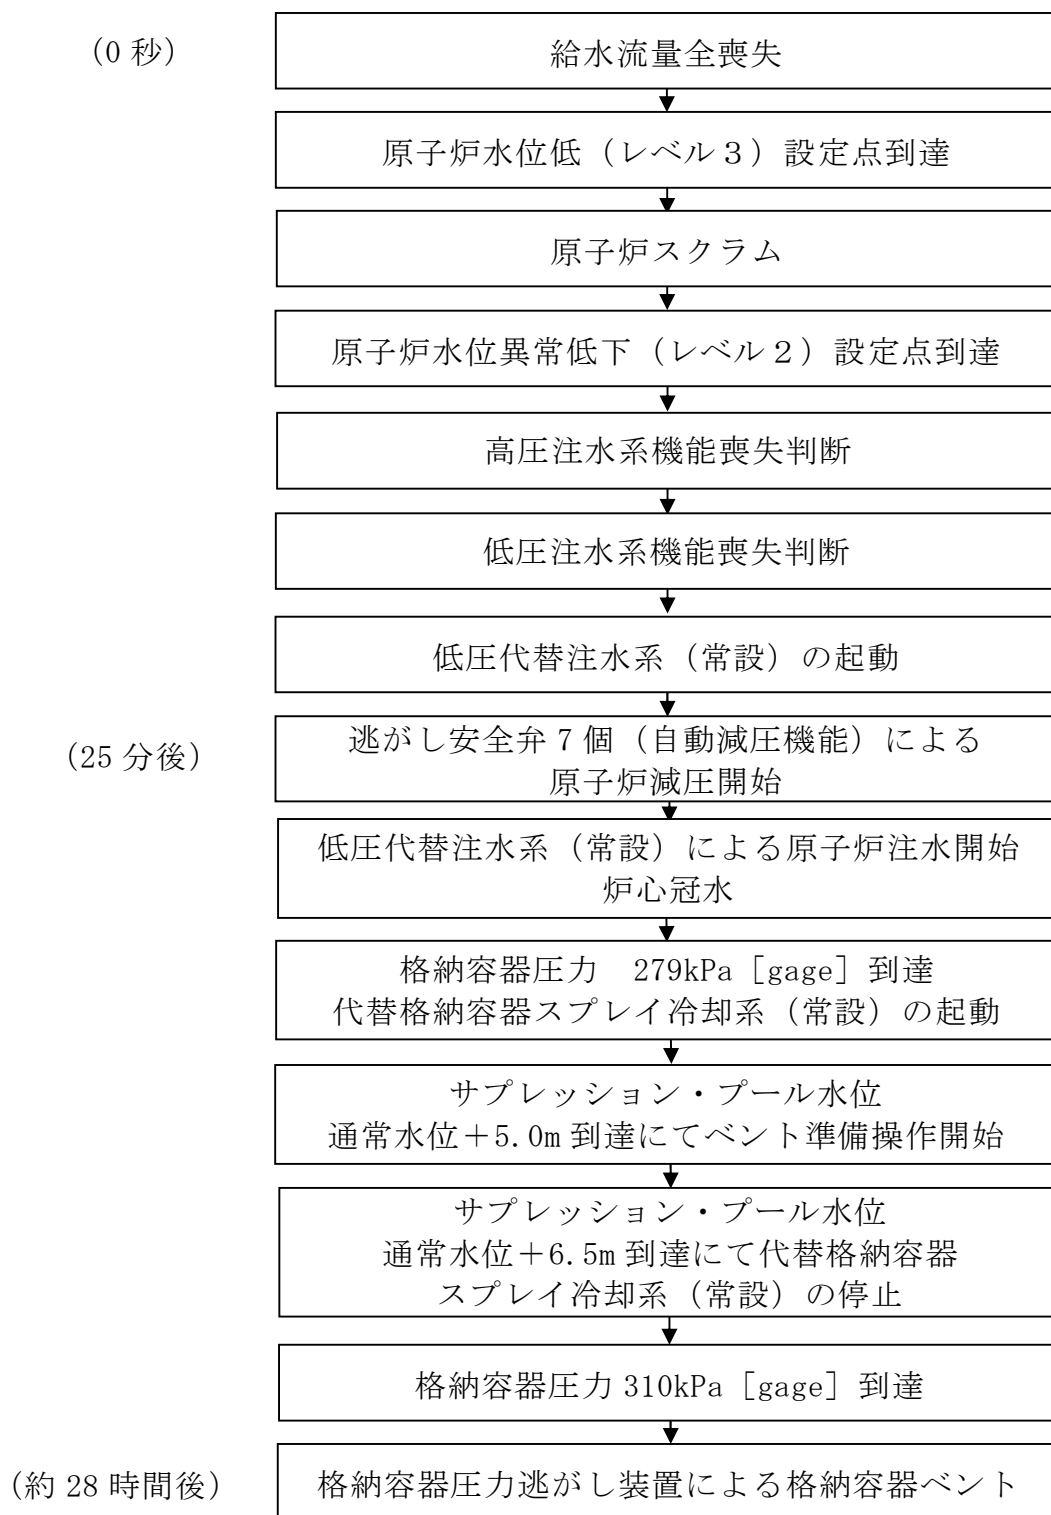 (0 秒)
給水流量全喪失
原子炉水位低（レベル３）設定点到達
原子炉スクラム
原子炉水位異常低下（レベル２）設定点到達
高圧注水系機能喪失判断
低圧注水系機能喪失判断
低圧代替注水系（常設）の起動
(25 分後)
逃がし安全弁 7 個（自動減圧機能）による
原子炉減圧開始
低圧代替注水系（常設）による原子炉注水開始
炉心冠水
格納容器圧力　279kPa［gage］到達
代替格納容器スプレイ冷却系（常設）の起動
サプレッション・プール水位
通常水位＋5.0m 到達にてベント準備操作開始
サプレッション・プール水位
通常水位＋6.5m 到達にて代替格納容器
スプレイ冷却系（常設）の停止
格納容器圧力 310kPa［gage］到達
(約 28 時間後)
格納容器圧力逃がし装置による格納容器ベント